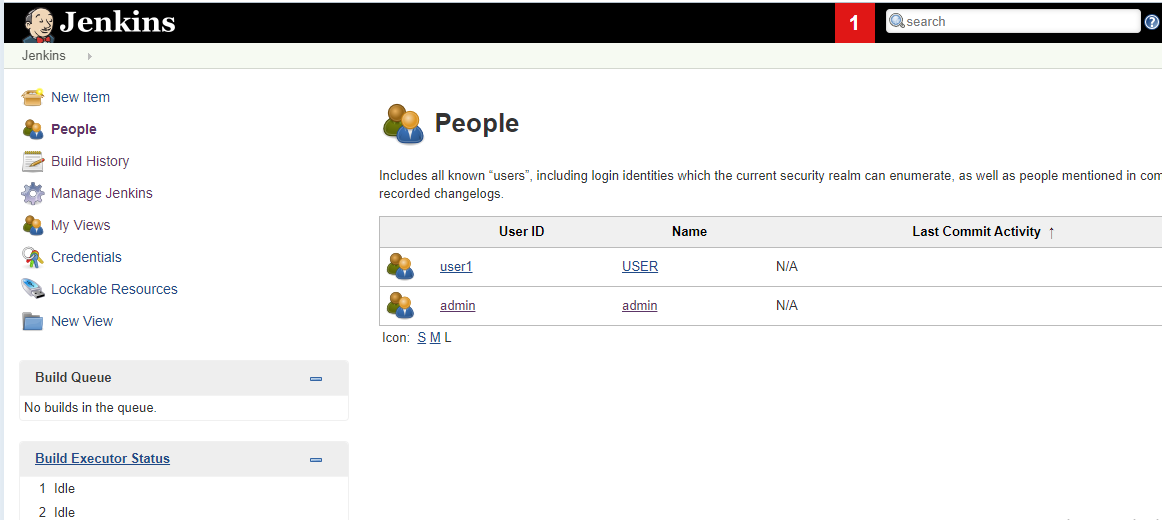 Jenkins
1
search
Jenkins
New Item
People
Build History
Manage Jenkins
My Views
Credentials
Lockable Resources
New View
Build Queue
No builds in the queue.
Build Executor Status
1 Idle
2 Idle
People
Includes all known “users”, including login identities which the current security realm can enumerate, as well as people mentioned in com
recorded changelogs.
User ID Name Last Commit Activity ↑
user1 USER N/A
admin admin N/A
Icon: S M L